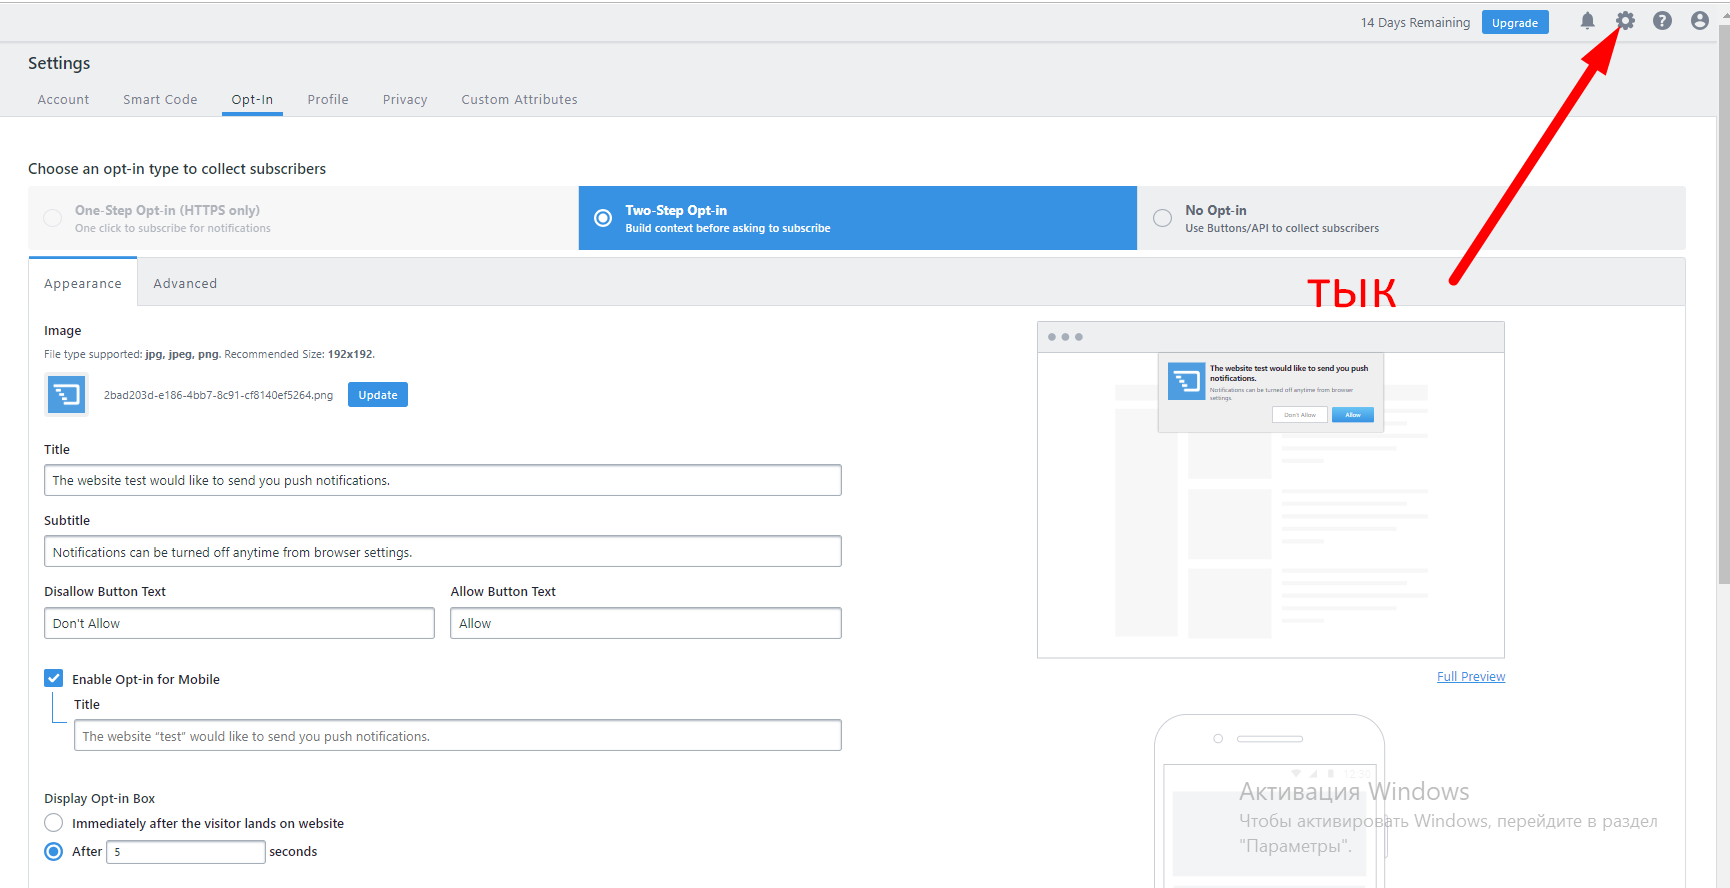 14 Days Remaining Upgrade
Settings
Account Smart Code Opt-In Profile Privacy Custom Attributes
Choose an opt-in type to collect subscribers
One-Step Opt-in (HTTPS only)
One click to subscribe for notifications
Two-Step Opt-in
Build context before asking to subscribe
No Opt-in
Use Buttons/API to collect subscribers
тык
Appearance Advanced
Image
File type supported: jpg, jpeg, png. Recommended Size: 192x192.
2bad203d-e186-4bb7-8c91-cf8140ef5264.png Update
Title
The website test would like to send you push notifications.
Subtitle
Notifications can be turned off anytime from browser settings.
Disallow Button Text Allow Button Text
Don't Allow Allow
Enable Opt-in for Mobile
Title
The website “test” would like to send you push notifications.
Display Opt-in Box
Immediately after the visitor lands on website
After 5 seconds
The website test would like to send you push
notifications.
Notifications can be turned off anytime from browser
settings.
Don't Allow Allow
Full Preview
12:30
Активация Windows
Чтобы активировать Windows, перейдите в раздел
"Параметры".